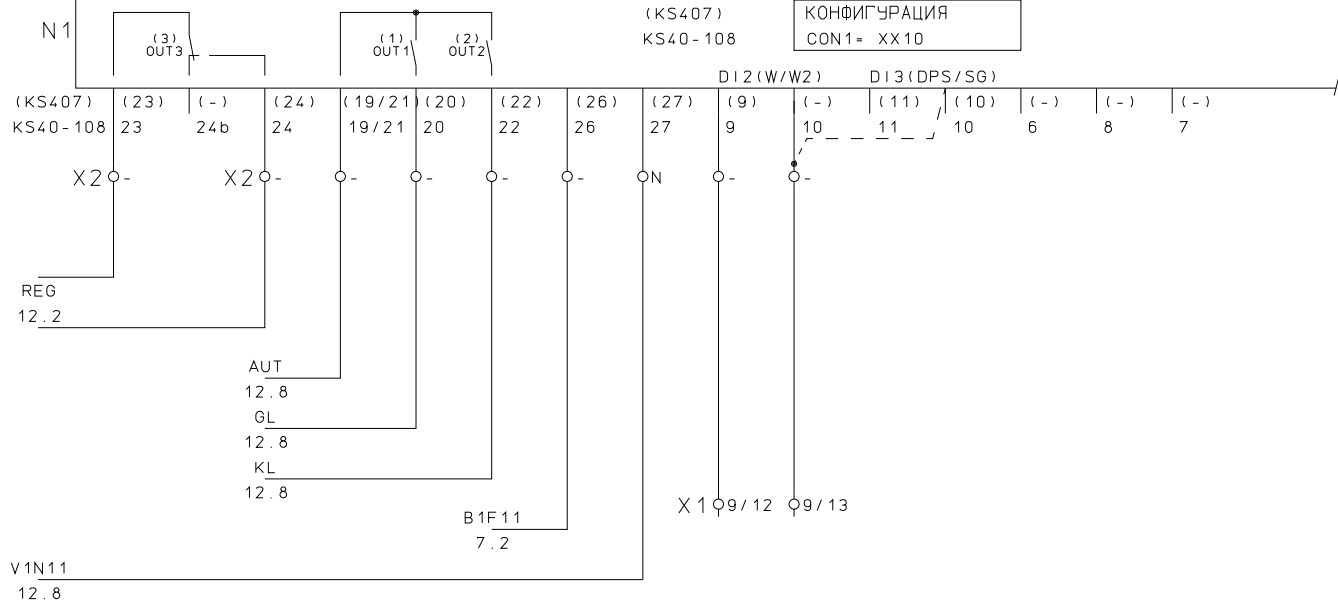 (KS407)
КОНФИГУРАЦИЯ
N1
(3)
OUT3
(1)
OUT1
(2)
OUT2
KS40-108
CON1= XX10
DI2(W/W2)
DI3(DPS/SG)
(KS407) (23) (-) (24) (19/21) (20) (22) (26) (27) (9) (-) (11) (10) (-) (-) (-)
KS40-108 23 24b 24 19/21 20 22 26 27 9 10 11 10 6 8 7
X2 - X2 - - - - - N - -
REG
12.2
AUT
12.8
GL
12.8
KL
12.8
X1 9/12 9/13
B1F11
7.2
V1N11
12.8